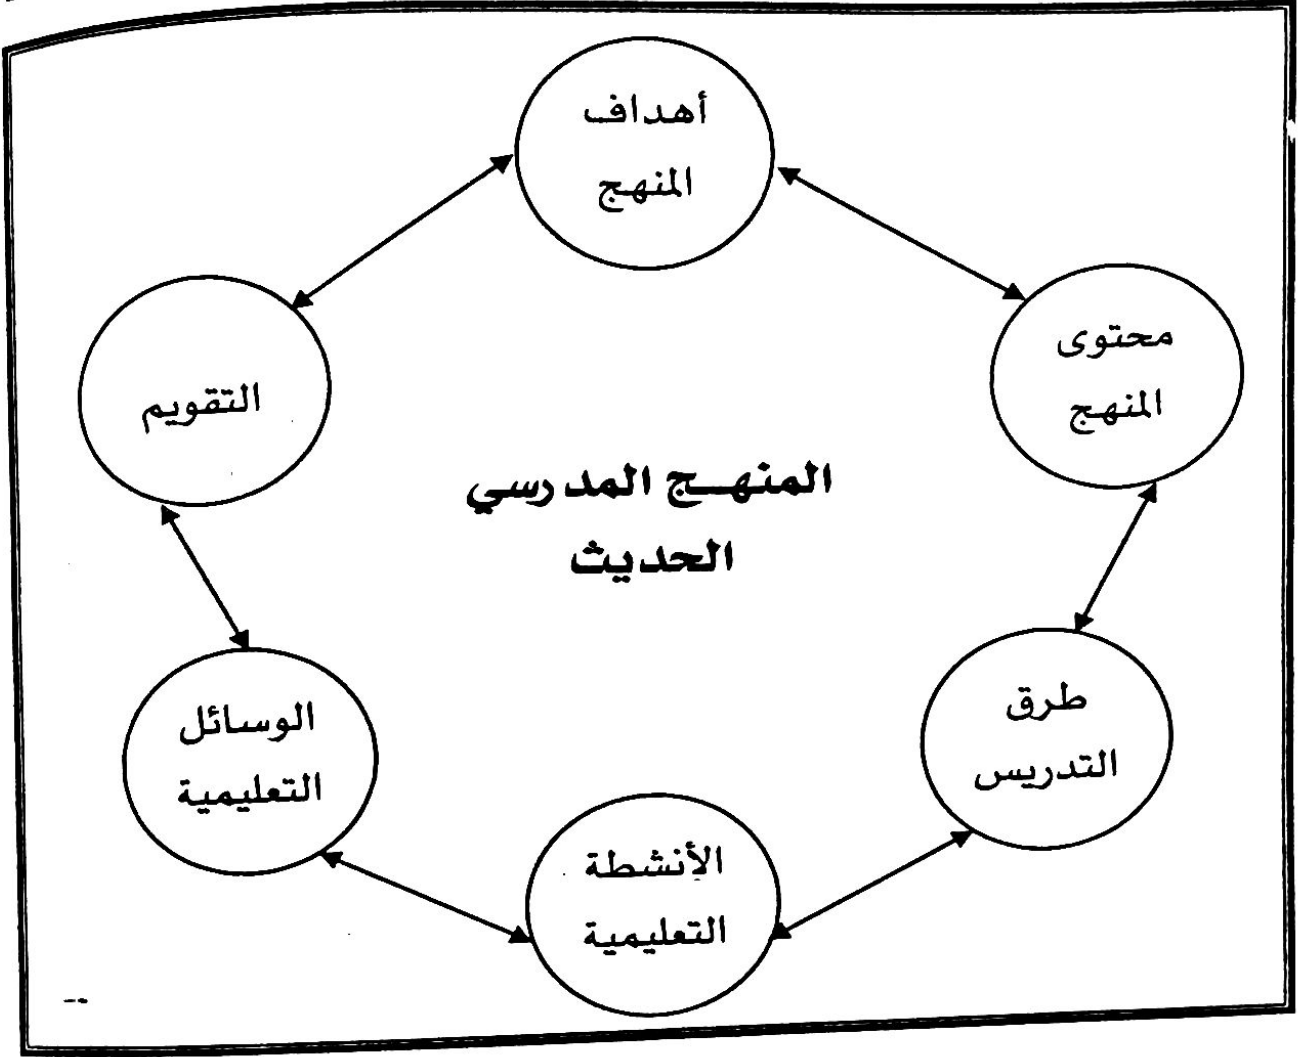 أهداف
المنهج
محتوى
المنهج
التقويم
المنهج المدرسي
الحديث
طرق
التدريس
الوسائل
التعليمية
الأنشطة
التعليمية